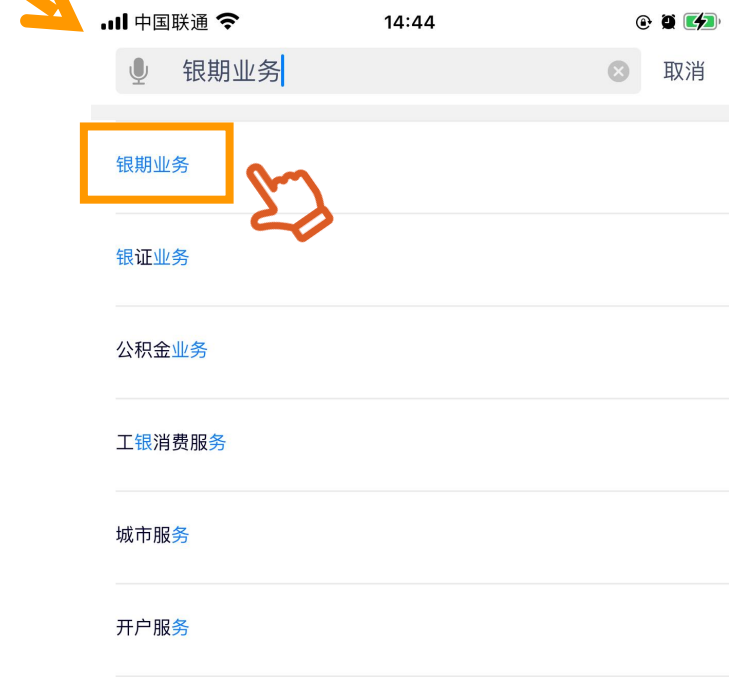 中国联通 14:44
银期业务 取消
银期业务
银证业务
公积金业务
工银消费服务
城市服务
开户服务